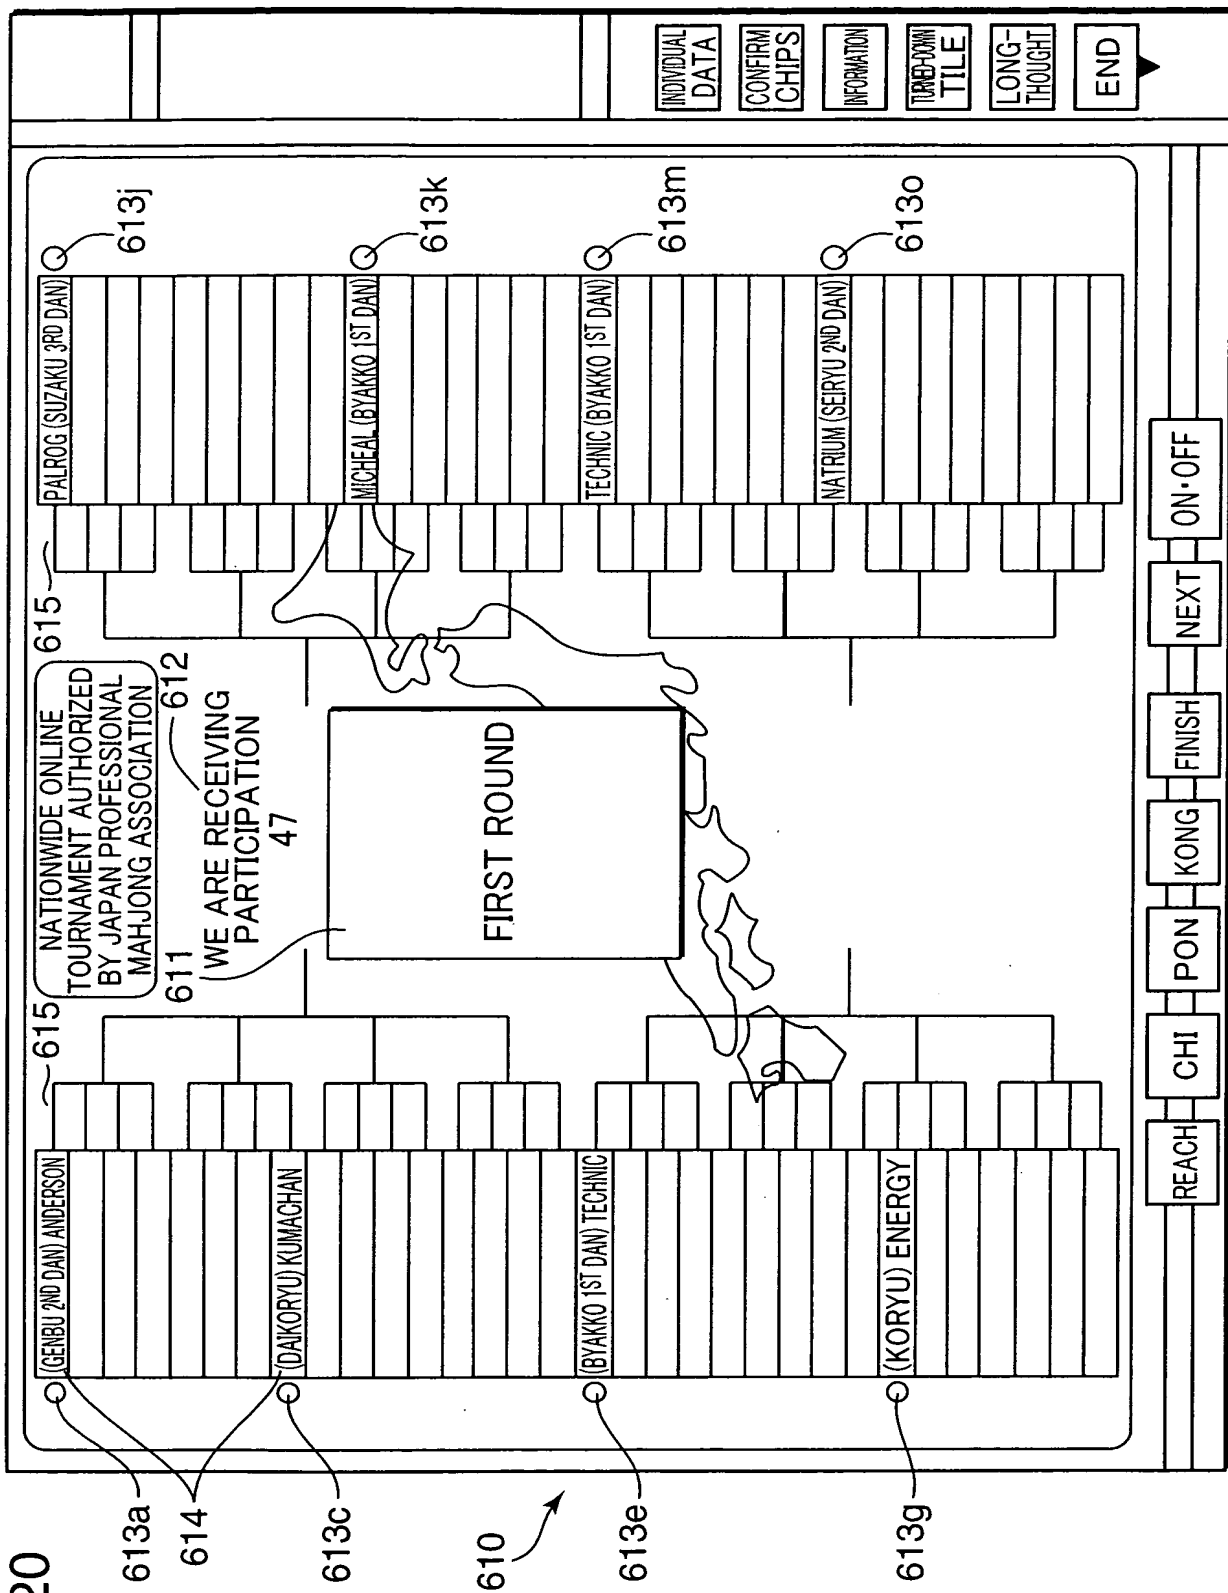 20
610
NATIONWIDE ONLINE
TOURNAMENT AUTHORIZED
BY JAPAN PROFESSIONAL
MAHJONG ASSOCIATION
615
615
611
612
WE ARE RECEIVING
PARTICIPATION
47
FIRST ROUND
613a
614
613c
613e
613g
(GENBU 2ND DAN) ANDERSON
(DAIKORYU) KUMACHAN
(BYAKKO 1ST DAN) TECHNIC
(KORYU) ENERGY
PALROG (SUZAKU 3RD DAN)
MICHEAL (BYAKKO 1ST DAN)
TECHNIC (BYAKKO 1ST DAN)
NATRIUM (SEIRYU 2ND DAN)
613j
613k
613m
613o
INDIVIDUAL
DATA
CONFIRM
CHIPS
INFORMATION
TURNED-DOWN
TILE
LONG-
THOUGHT
END
REACH
CHI
PON
KONG
FINISH
NEXT
ON·OFF